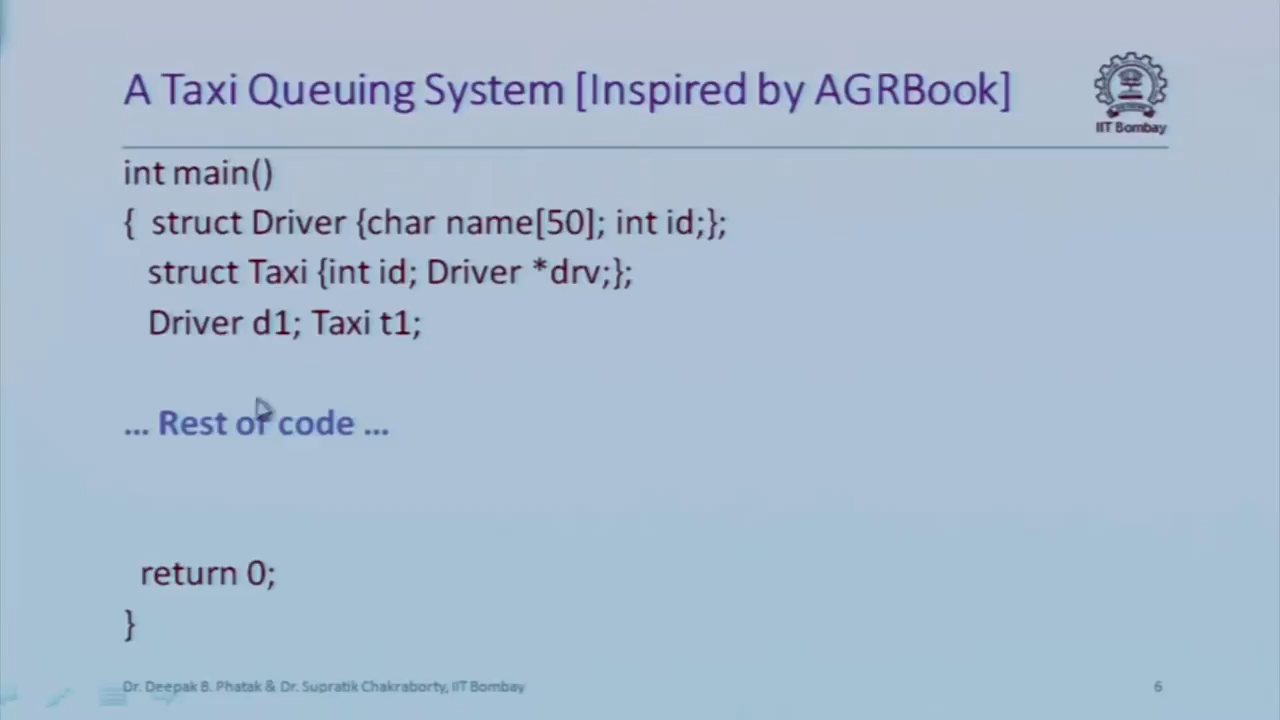 A Taxi Queuing System [Inspired by AGRBook]
IIT Bombay
int main()
{ struct Driver {char name[50]; int id;};
struct Taxi {int id; Driver *drv;};
Driver d1; Taxi t1;
... Rest of code ...
return 0;
}
Dr. Deepak B. Phatak & Dr. Supratik Chakraborty, IIT Bombay
6